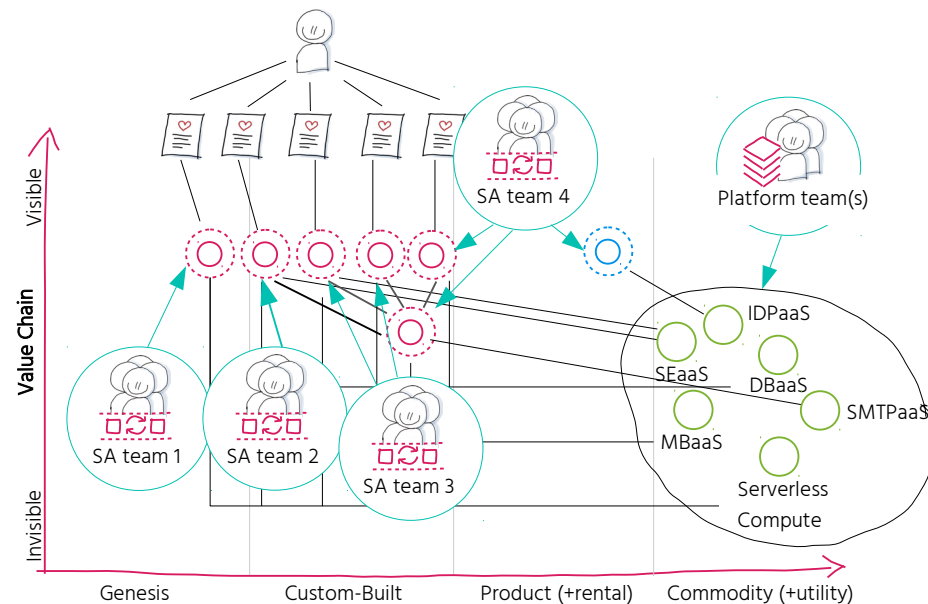 SA team 4
Platform team(s)
Visible
Value Chain
Invisible
IDPaaS
SEaaS
DBaaS
SMTPaaS
MBaaS
Serverless
Compute
SA team 1
SA team 2
SA team 3
Genesis
Custom-Built
Product (+rental)
Commodity (+utility)